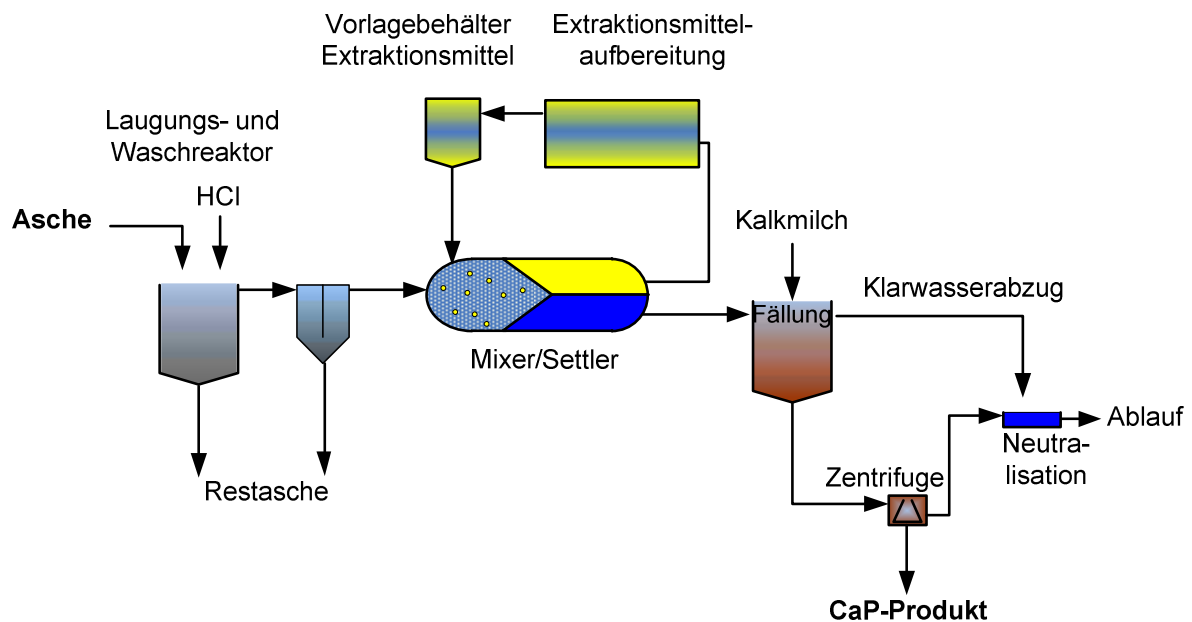 Vorlagebehälter
Extraktionsmittel
Extraktionsmittel-
aufbereitung
Laugungs- und
Waschreaktor
HCl
Asche
Kalkmilch
Klarwasserabzug
Fällung
Mixer/Settler
Ablauf
Neutra-
lisation
Zentrifuge
Restasche
CaP-Produkt